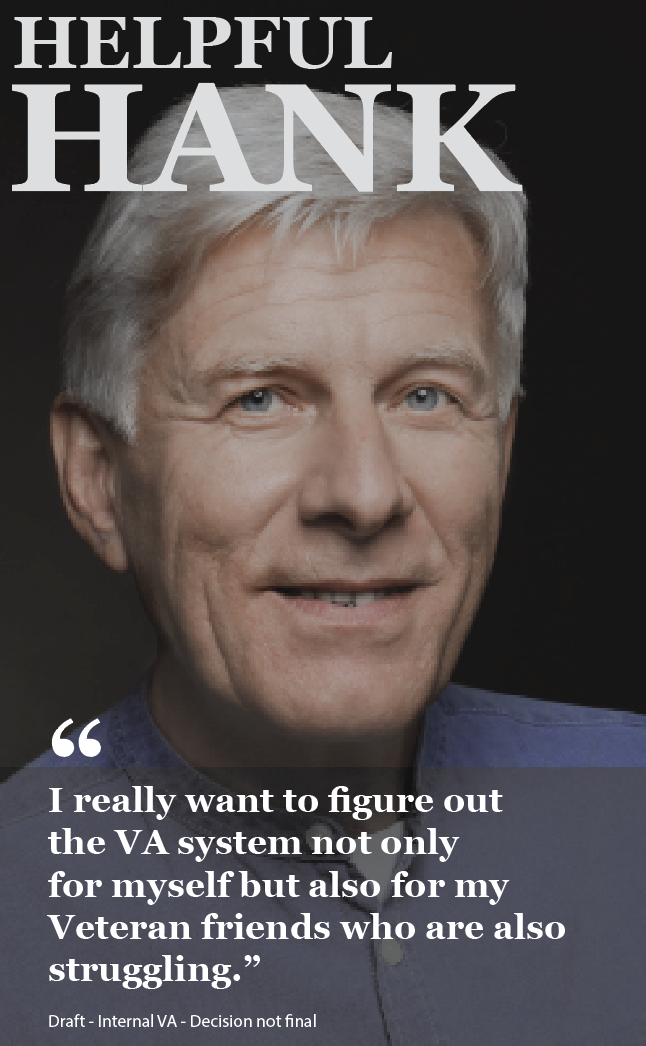 HELPFUL
HANK
“
I really want to figure out
the VA system not only
for myself but also for my
Veteran friends who are also
struggling.”
Draft - Internal VA - Decision not final